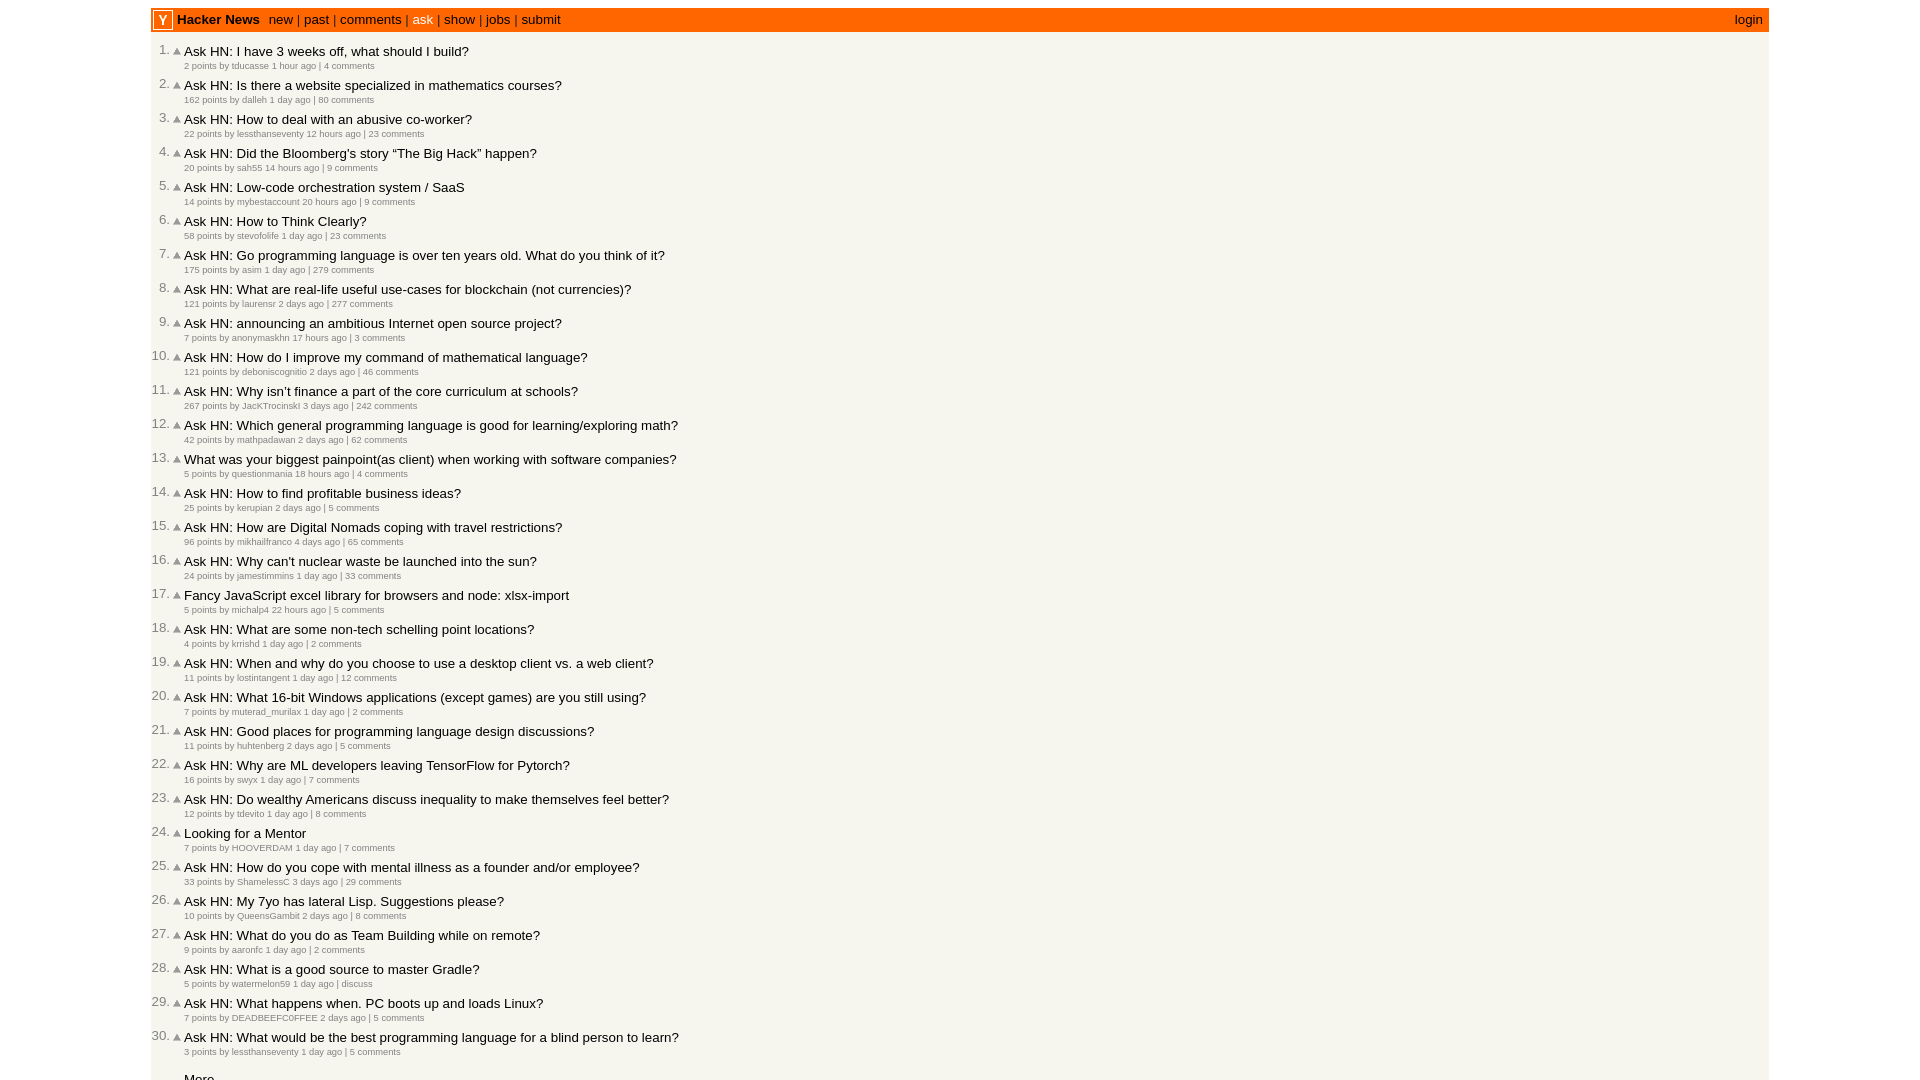 Y Hacker News new | past | comments | ask | show | jobs | submit login
1. Ask HN: I have 3 weeks off, what should I build?
2 points by tducasse 1 hour ago | 4 comments
2. Ask HN: Is there a website specialized in mathematics courses?
162 points by dalleh 1 day ago | 80 comments
3. Ask HN: How to deal with an abusive co-worker?
22 points by lessthanseventy 12 hours ago | 23 comments
4. Ask HN: Did the Bloomberg's story “The Big Hack” happen?
20 points by sah55 14 hours ago | 9 comments
5. Ask HN: Low-code orchestration system / SaaS
14 points by mybestaccount 20 hours ago | 9 comments
6. Ask HN: How to Think Clearly?
58 points by stevofolife 1 day ago | 23 comments
7. Ask HN: Go programming language is over ten years old. What do you think of it?
175 points by asim 1 day ago | 279 comments
8. Ask HN: What are real-life useful use-cases for blockchain (not currencies)?
121 points by laurensr 2 days ago | 277 comments
9. Ask HN: announcing an ambitious Internet open source project?
7 points by anonymaskhn 17 hours ago | 3 comments
10. Ask HN: How do I improve my command of mathematical language?
121 points by deboniscognitio 2 days ago | 46 comments
11. Ask HN: Why isn’t finance a part of the core curriculum at schools?
267 points by JacKTrocinskI 3 days ago | 242 comments
12. Ask HN: Which general programming language is good for learning/exploring math?
42 points by mathpadawan 2 days ago | 62 comments
13. What was your biggest painpoint(as client) when working with software companies?
5 points by questionmania 18 hours ago | 4 comments
14. Ask HN: How to find profitable business ideas?
25 points by kerupian 2 days ago | 5 comments
15. Ask HN: How are Digital Nomads coping with travel restrictions?
96 points by mikhailfranco 4 days ago | 65 comments
16. Ask HN: Why can't nuclear waste be launched into the sun?
24 points by jamestimmins 1 day ago | 33 comments
17. Fancy JavaScript excel library for browsers and node: xlsx-import
5 points by michalp4 22 hours ago | 5 comments
18. Ask HN: What are some non-tech schelling point locations?
4 points by krrishd 1 day ago | 2 comments
19. Ask HN: When and why do you choose to use a desktop client vs. a web client?
11 points by lostintangent 1 day ago | 12 comments
20. Ask HN: What 16-bit Windows applications (except games) are you still using?
7 points by muterad_murilax 1 day ago | 2 comments
21. Ask HN: Good places for programming language design discussions?
11 points by huhtenberg 2 days ago | 5 comments
22. Ask HN: Why are ML developers leaving TensorFlow for Pytorch?
16 points by swyx 1 day ago | 7 comments
23. Ask HN: Do wealthy Americans discuss inequality to make themselves feel better?
12 points by tdevito 1 day ago | 8 comments
24. Looking for a Mentor
7 points by HOOVERDAM 1 day ago | 7 comments
25. Ask HN: How do you cope with mental illness as a founder and/or employee?
33 points by ShamelessC 3 days ago | 29 comments
26. Ask HN: My 7yo has lateral Lisp. Suggestions please?
10 points by QueensGambit 2 days ago | 8 comments
27. Ask HN: What do you do as Team Building while on remote?
9 points by aaronfc 1 day ago | 2 comments
28. Ask HN: What is a good source to master Gradle?
5 points by watermelon59 1 day ago | discuss
29. Ask HN: What happens when. PC boots up and loads Linux?
7 points by DEADBEEFC0FFEE 2 days ago | 5 comments
30. Ask HN: What would be the best programming language for a blind person to learn?
3 points by lessthanseventy 1 day ago | 5 comments
More